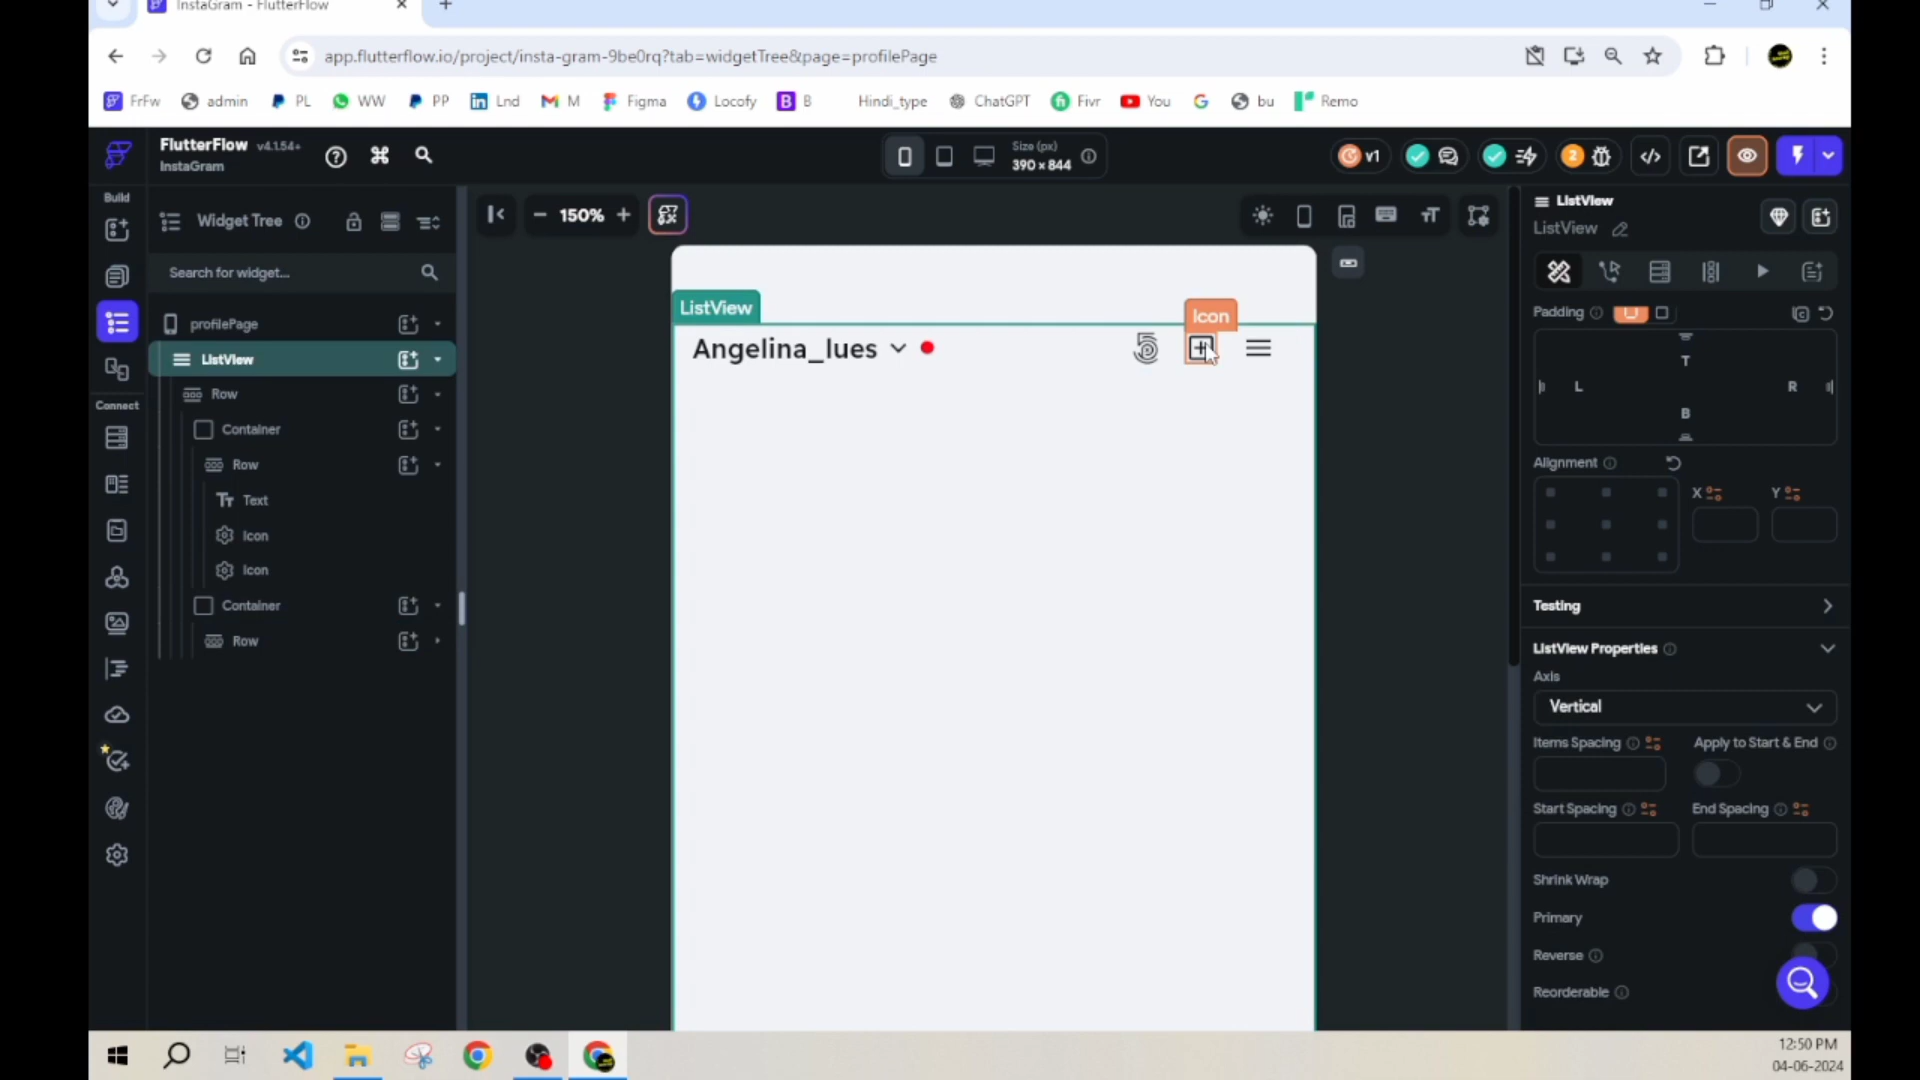 InstaGram - FlutterFlow
app.flutterflow.io/project/insta-gram-9be0rq?tab=widgetTree&page=profilePage
FrFw admin PL WW PP Lnd M Figma Locofy B Hindi_type ChatGPT Fivr You bu Remo
FlutterFlow v4.1.54+
InstaGram
Size (px)
390 × 844
v1
2
Build
Widget Tree
150%
Search for widget...
profilePage
ListView
Row
Container
Row
Text
Icon
Icon
Container
Row
Connect
ListView
Icon
Angelina_lues
ListView
ListView
Padding
T
L
R
B
Alignment
X
Y
Testing
ListView Properties
Axis
Vertical
Items Spacing
Apply to Start & End
Start Spacing
End Spacing
Shrink Wrap
Primary
Reverse
Reorderable
12:50 PM
04-06-2024